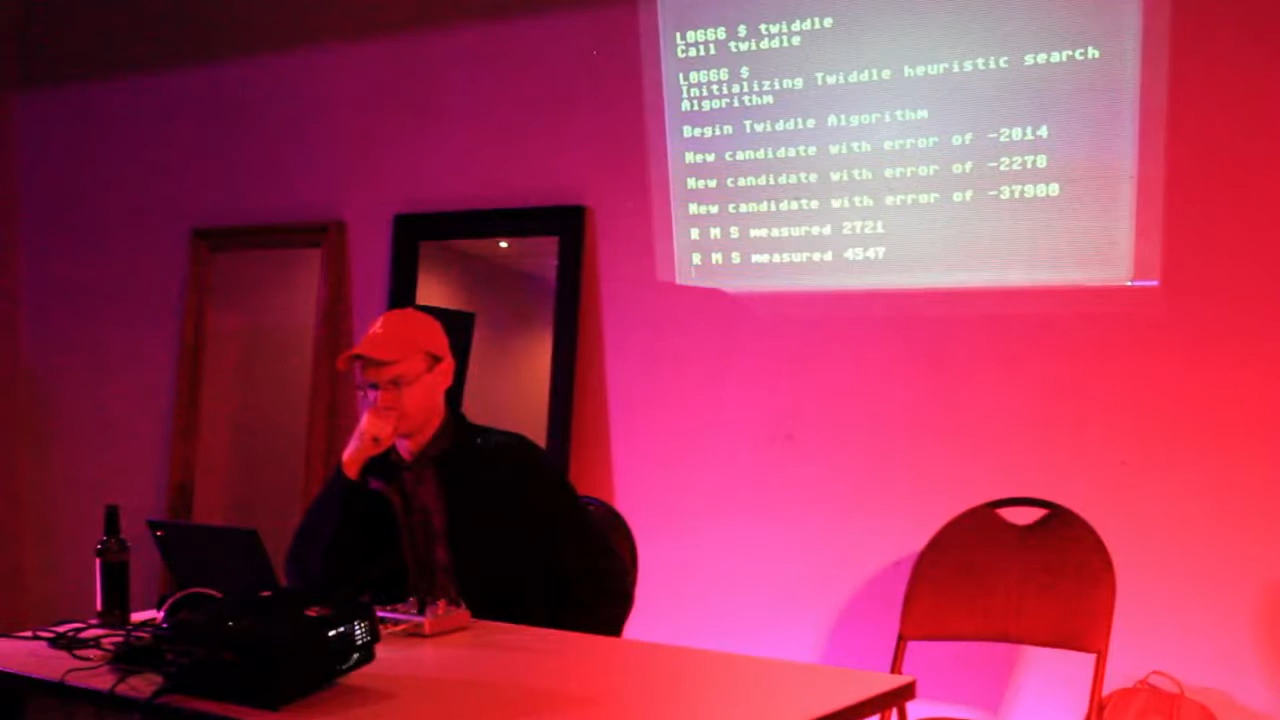 L0666 $ twiddle
Call twiddle
L0666 $
Initializing Twiddle heuristic search
Algorithm
Begin Twiddle Algorithm
New candidate with error of -2014
New candidate with error of -2278
New candidate with error of -37900
R M S measured 2721
R M S measured 4547